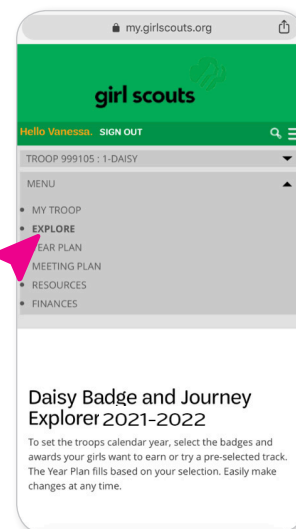 my.girlscouts.org
girl scouts
Hello Vanessa. SIGN OUT
TROOP 999105 : 1-DAISY
MENU
MY TROOP
EXPLORE
YEAR PLAN
MEETING PLAN
RESOURCES
FINANCES
Daisy Badge and Journey
Explorer 2021-2022
To set the troops calendar year, select the badges and
awards your girls want to earn or try a pre-selected track.
The Year Plan fills based on your selection. Easily make
changes at any time.